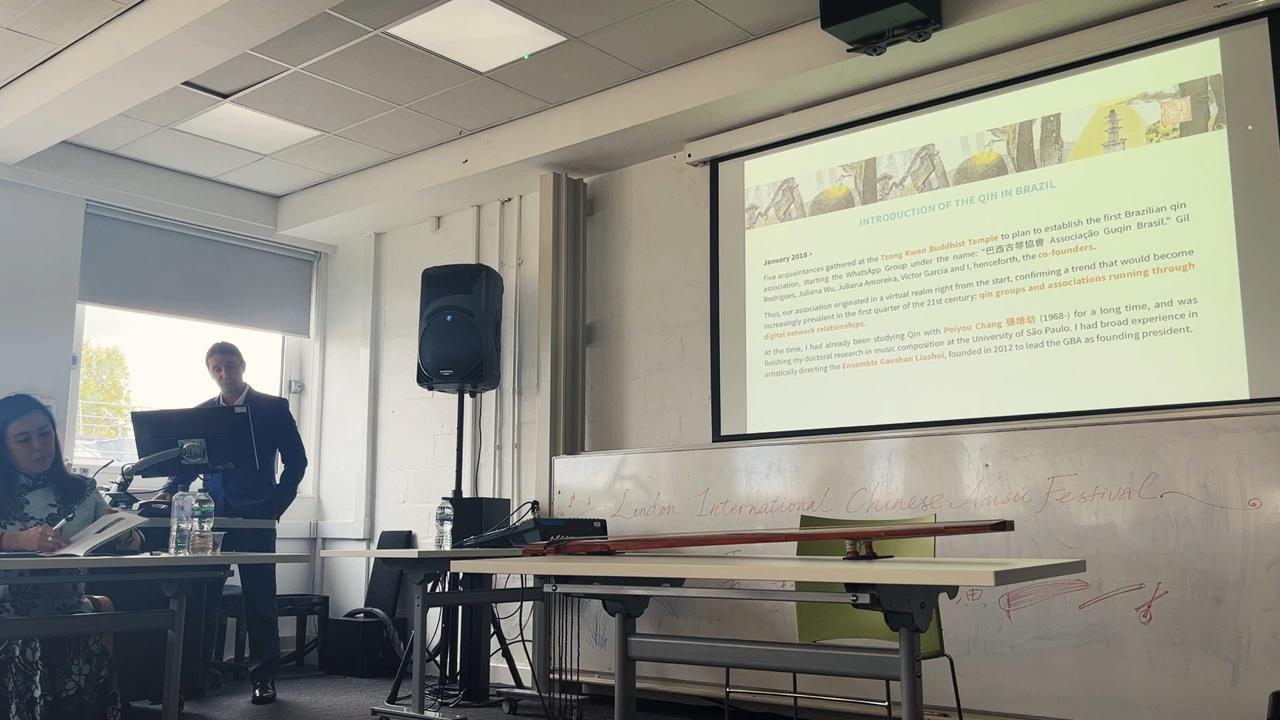 INTRODUCTION OF THE QIN IN BRAZIL
January 2018 -
Five acquaintances gathered at the Tzong Kwan Buddhist Temple to plan to establish the first Brazilian qin
association, starting the WhatsApp Group under the name: “巴西古琴協會 Associação Guqin Brasil.” Gil
Rodrigues, Juliana Wu, Juliana Amoreira, Victor Garcia and I, henceforth, the co-founders.
Thus, our association originated in a virtual realm right from the start, confirming a trend that would become
increasingly prevalent in the first quarter of the 21st century: qin groups and associations running through
digital network relationships.
At the time, I had already been studying Qin with Peiyou Chang 張培幼 (1968-) for a long time, and was
finishing my doctoral research in music composition at the University of São Paulo. I had broad experience in
artistically directing the Ensemble Gaoshan Liushui, founded in 2012 to lead the GBA as founding president.
London International Chinese Music Festival